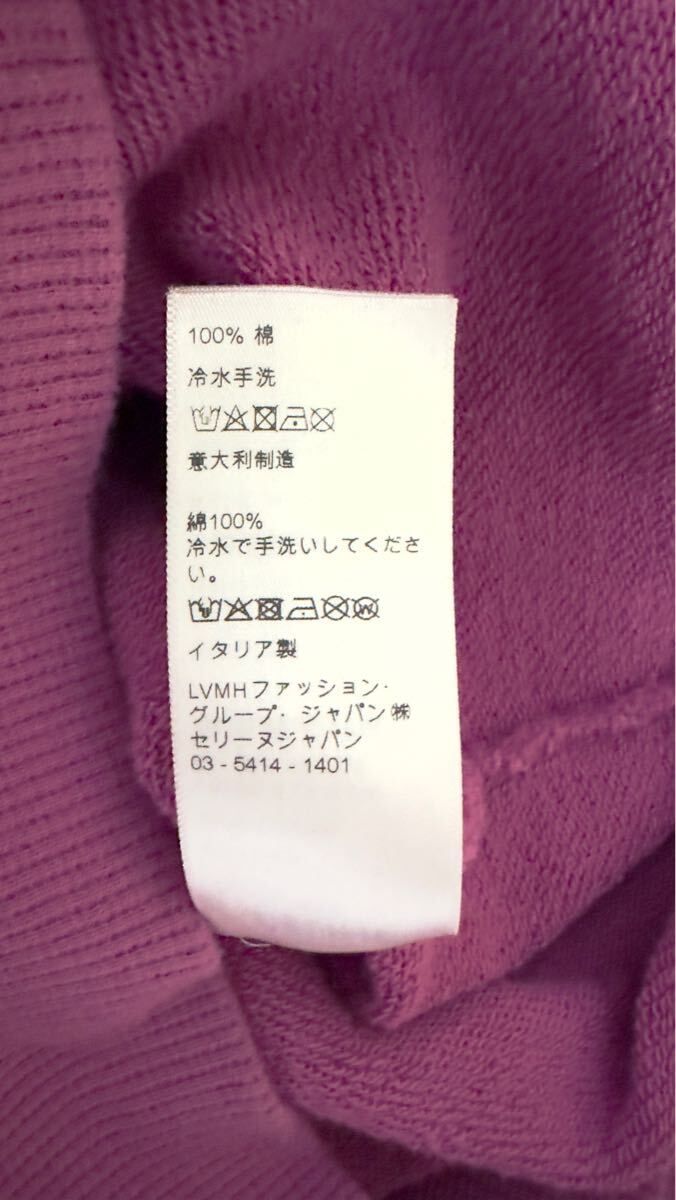 100% 棉
冷水手洗
意大利制造
綿100%
冷水で手洗いしてくださ
い。
イタリア製
LVMHファッション・
グループ・ジャパン㈱
セリーヌジャパン
03 - 5414 - 1401